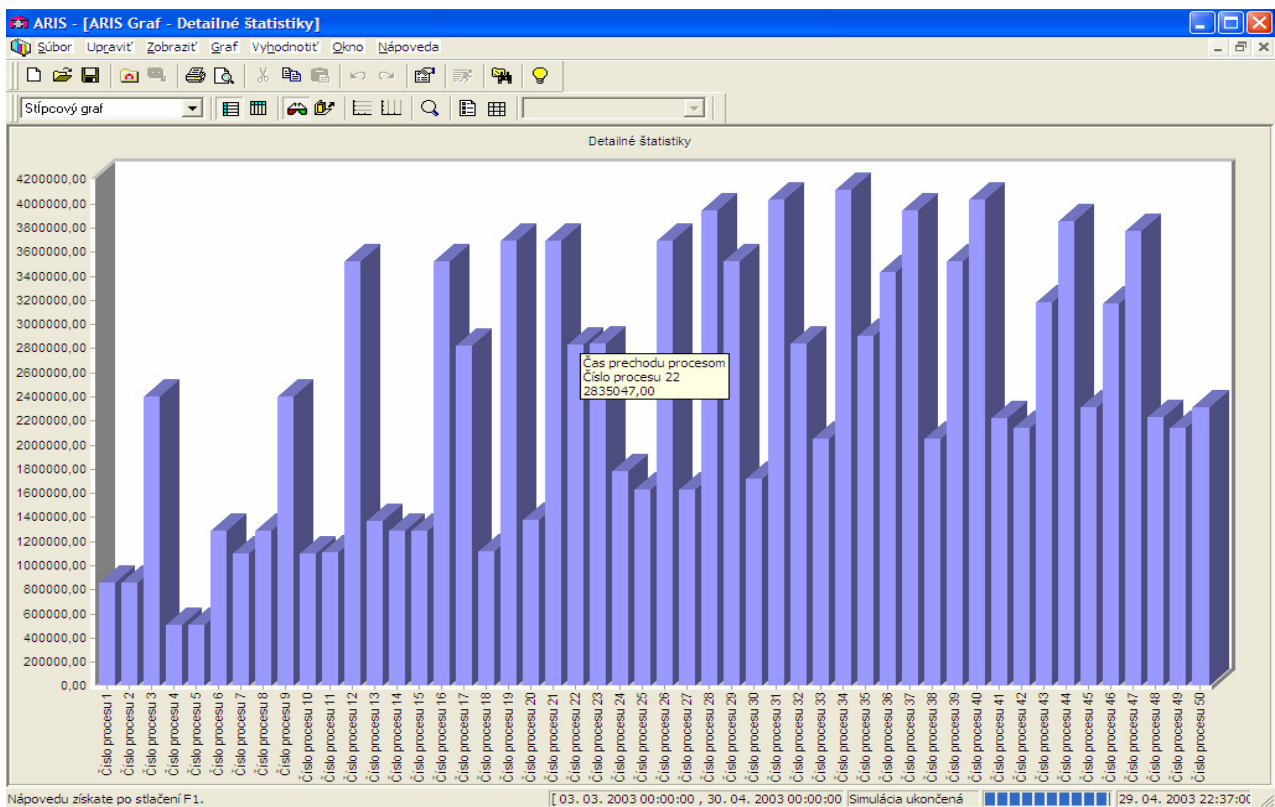 ARIS - [ARIS Graf - Detailné štatistiky]
Súbor Upraviť Zobraziť Graf Vyhodnotiť Okno Nápoveda
Stĺpcový graf
Detailné štatistiky
4200000,00
4000000,00
3800000,00
3600000,00
3400000,00
3200000,00
3000000,00
2800000,00
2600000,00
2400000,00
2200000,00
2000000,00
1800000,00
1600000,00
1400000,00
1200000,00
1000000,00
800000,00
600000,00
400000,00
200000,00
0,00
Čas prechodu procesom
Číslo procesu 22
2835047,00
Číslo procesu 1
Číslo procesu 2
Číslo procesu 3
Číslo procesu 4
Číslo procesu 5
Číslo procesu 6
Číslo procesu 7
Číslo procesu 8
Číslo procesu 9
Číslo procesu 10
Číslo procesu 11
Číslo procesu 12
Číslo procesu 13
Číslo procesu 14
Číslo procesu 15
Číslo procesu 16
Číslo procesu 17
Číslo procesu 18
Číslo procesu 19
Číslo procesu 20
Číslo procesu 21
Číslo procesu 22
Číslo procesu 23
Číslo procesu 24
Číslo procesu 25
Číslo procesu 26
Číslo procesu 27
Číslo procesu 28
Číslo procesu 29
Číslo procesu 30
Číslo procesu 31
Číslo procesu 32
Číslo procesu 33
Číslo procesu 34
Číslo procesu 35
Číslo procesu 36
Číslo procesu 37
Číslo procesu 38
Číslo procesu 39
Číslo procesu 40
Číslo procesu 41
Číslo procesu 42
Číslo procesu 43
Číslo procesu 44
Číslo procesu 45
Číslo procesu 46
Číslo procesu 47
Číslo procesu 48
Číslo procesu 49
Číslo procesu 50
Nápovedu získate po stlačení F1. [ 03. 03. 2003 00:00:00 , 30. 04. 2003 00:00:00 Simulácia ukončená 29. 04. 2003 22:37:00